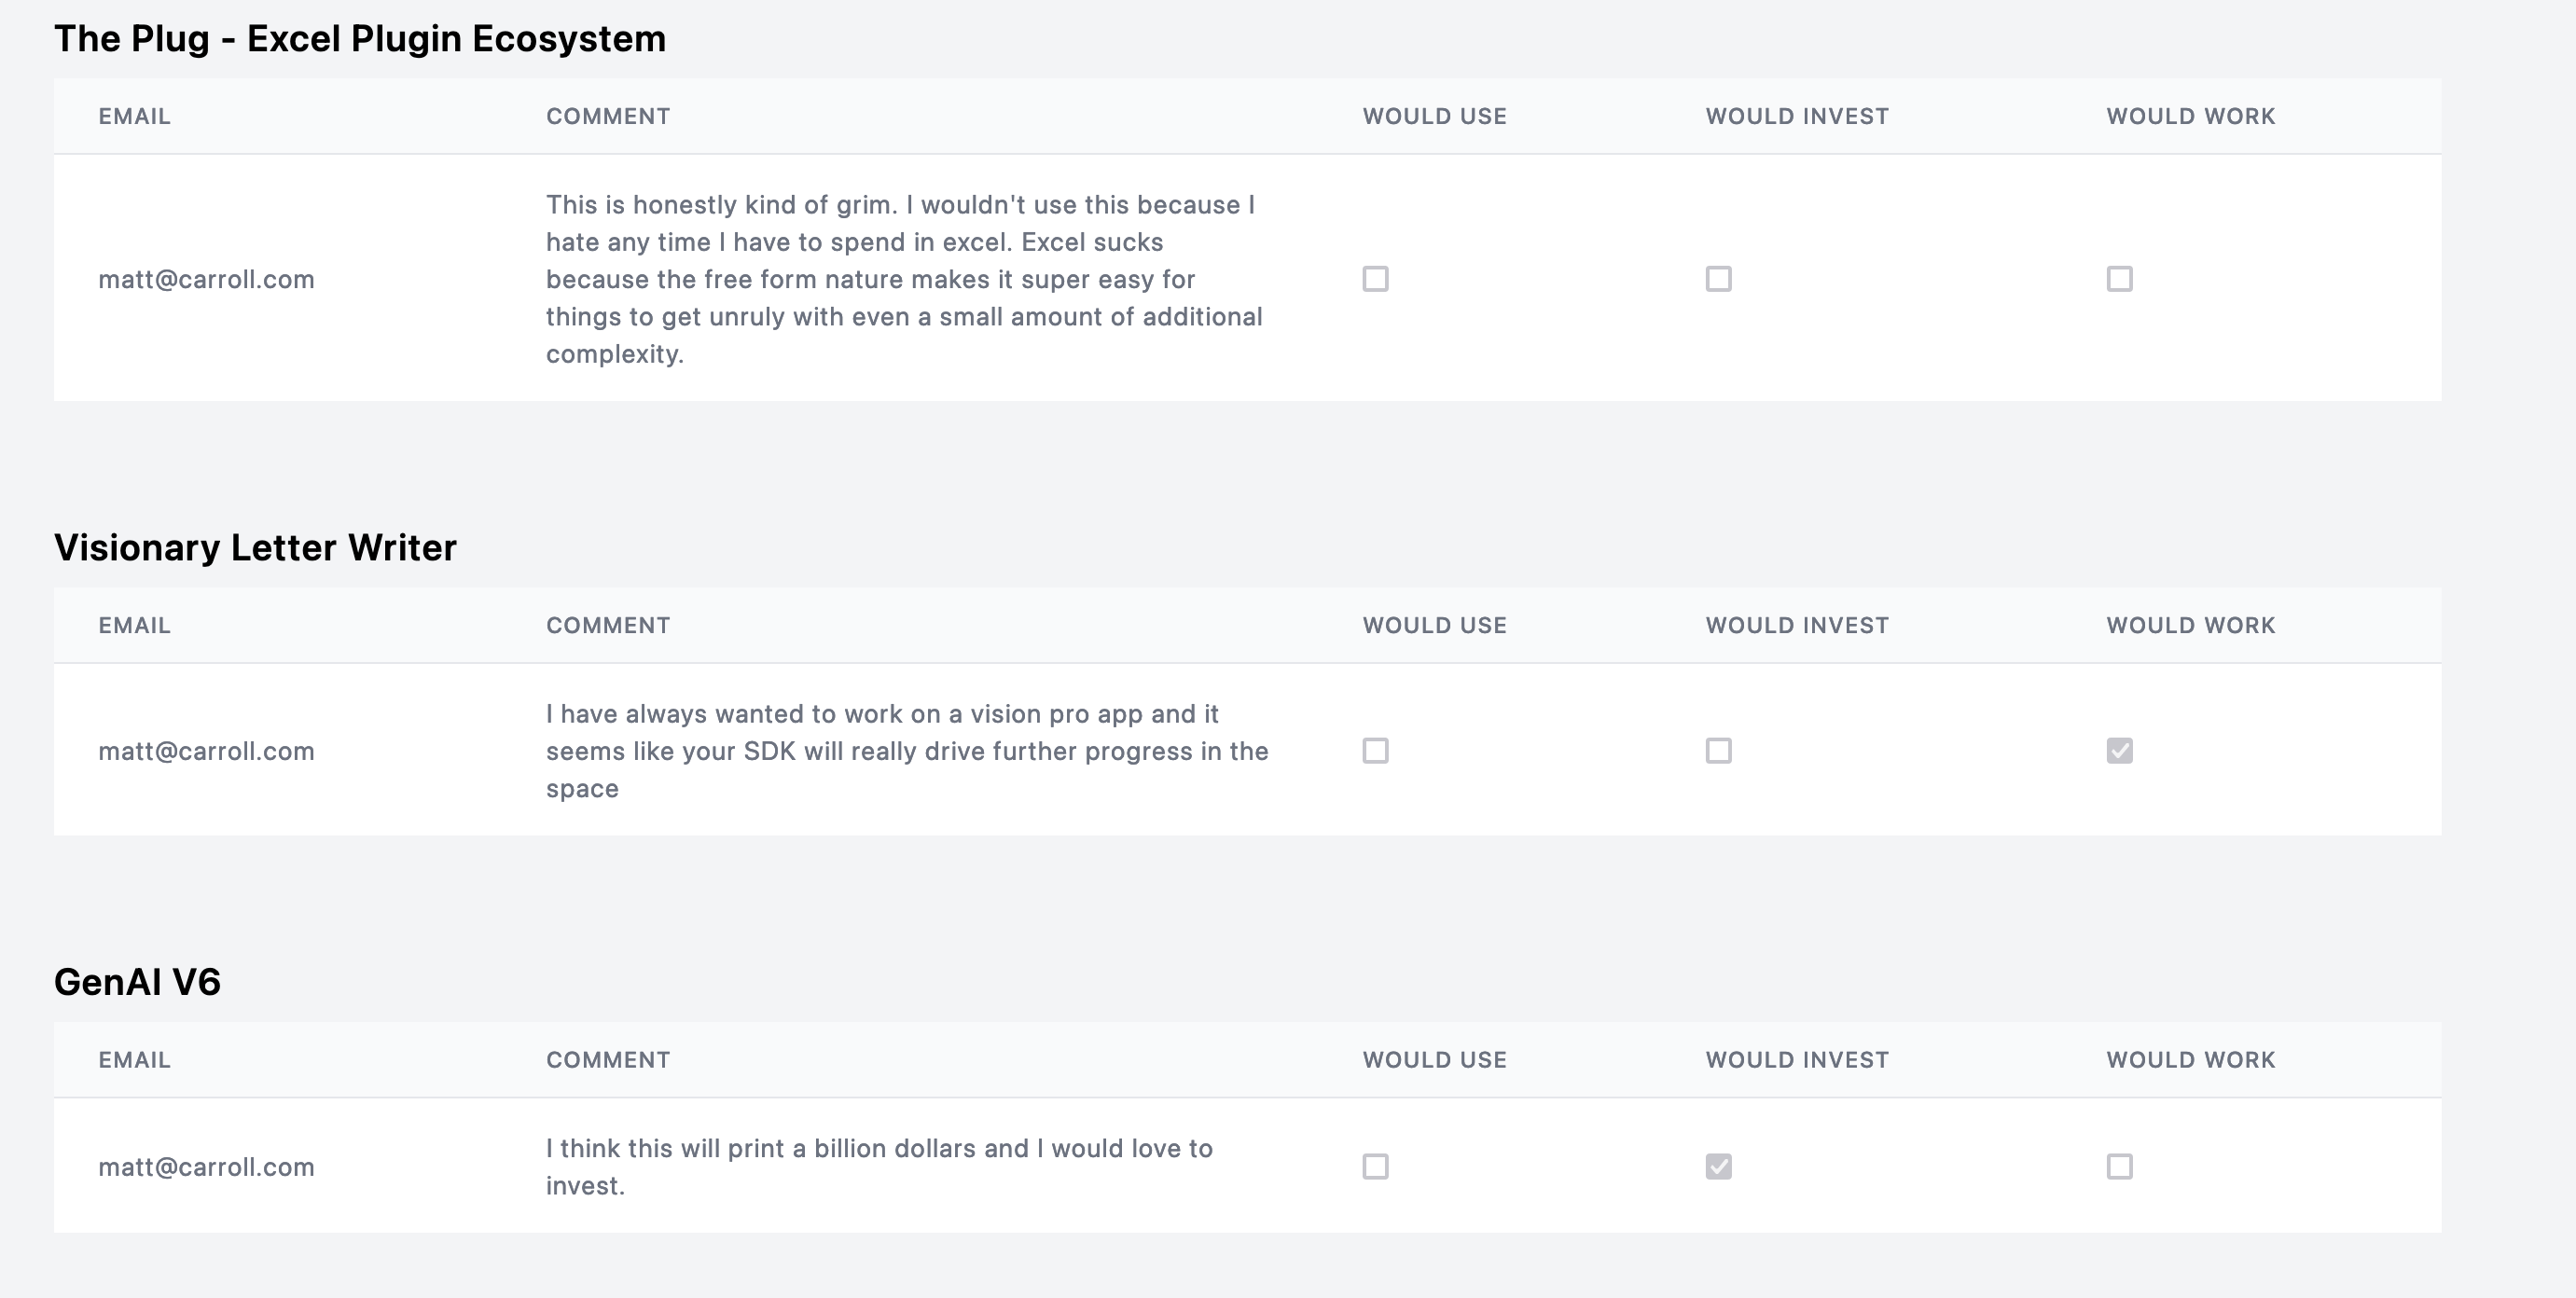 The Plug - Excel Plugin Ecosystem
EMAIL COMMENT WOULD USE WOULD INVEST WOULD WORK
This is honestly kind of grim. I wouldn't use this because I
hate any time I have to spend in excel. Excel sucks
matt@carroll.com because the free form nature makes it super easy for
things to get unruly with even a small amount of additional
complexity.
Visionary Letter Writer
EMAIL COMMENT WOULD USE WOULD INVEST WOULD WORK
I have always wanted to work on a vision pro app and it
matt@carroll.com seems like your SDK will really drive further progress in the
space
GenAI V6
EMAIL COMMENT WOULD USE WOULD INVEST WOULD WORK
matt@carroll.com
I think this will print a billion dollars and I would love to
invest.